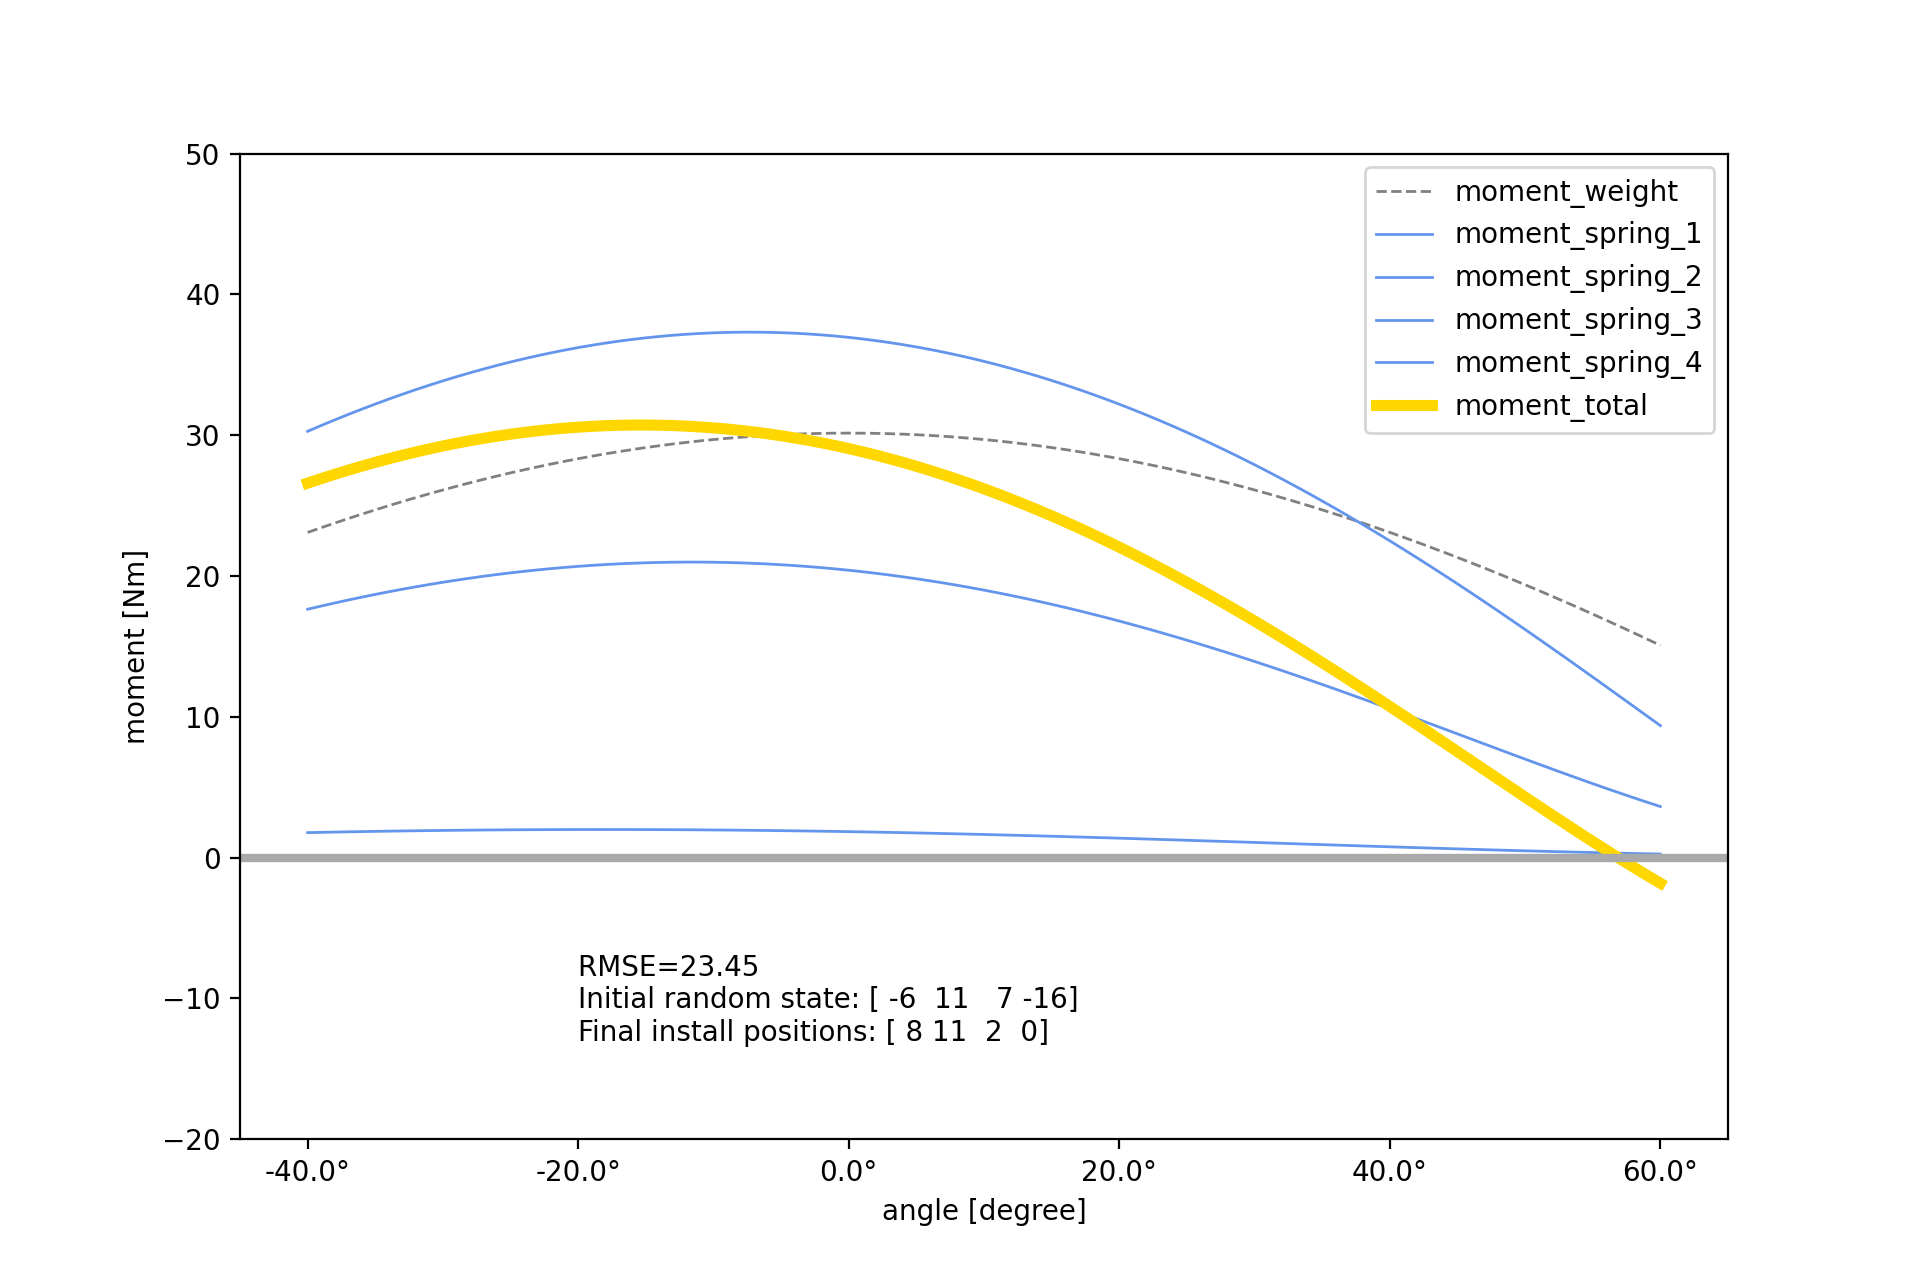 50
40
30
20
10
0
−10
−20
moment [Nm]
moment_weight
moment_spring_1
moment_spring_2
moment_spring_3
moment_spring_4
moment_total
RMSE=23.45
Initial random state: [ -6  11   7 -16]
Final install positions: [ 8 11  2  0]
-40.0° -20.0° 0.0° 20.0° 40.0° 60.0°
angle [degree]